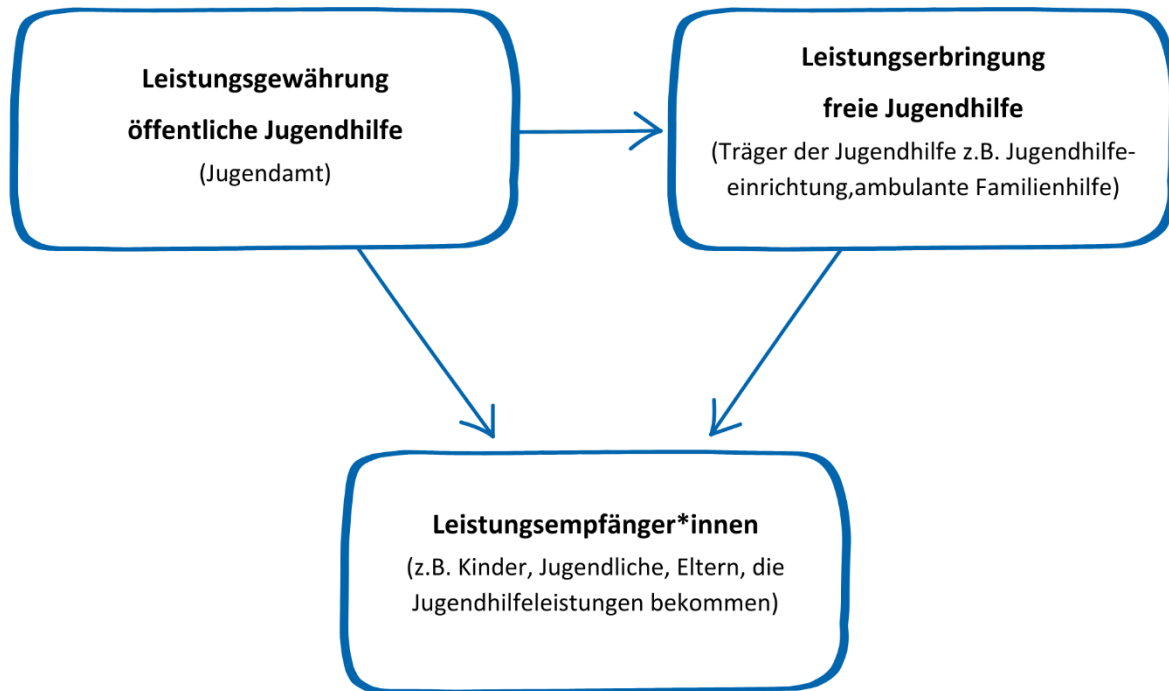 Leistungsgewährung
öffentliche Jugendhilfe
(Jugendamt)
Leistungserbringung
freie Jugendhilfe
(Träger der Jugendhilfe z.B. Jugendhilfe-
einrichtung,ambulante Familienhilfe)
Leistungsempfänger*innen
(z.B. Kinder, Jugendliche, Eltern, die
Jugendhilfeleistungen bekommen)